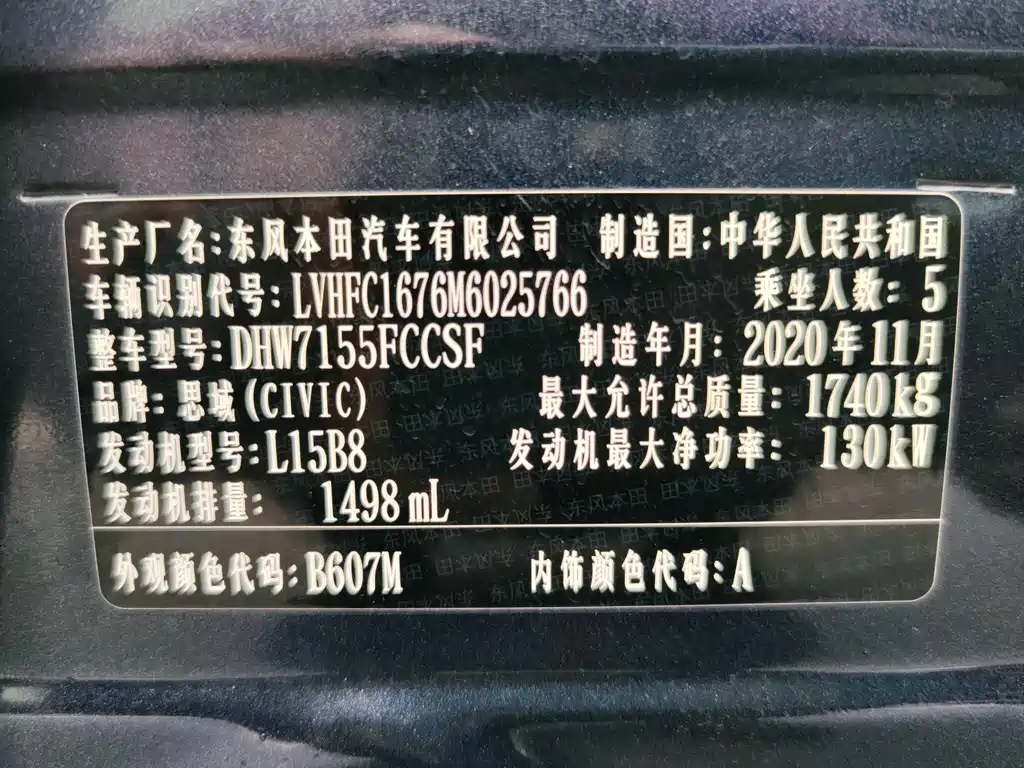 生产厂名:东风本田汽车有限公司 制造国:中华人民共和国
车辆识别代号:LVHFC1676M6025766 乘坐人数:5
整车型号:DHW7155FCCSF 制造年月:2020年11月
品牌:思域(CIVIC) 最大允许总质量:1740kg
发动机型号:L15B8 发动机最大净功率:130kW
发动机排量:1498mL
外观颜色代码:B607M 内饰颜色代码:A